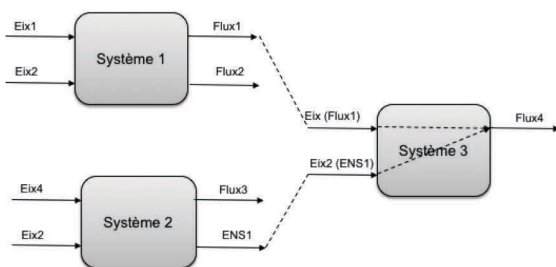 Eix1
Flux1
Système 1
Eix2
Flux2
Eix (Flux1)
Flux4
Système 3
Eix2 (ENS1)
Eix4
Flux3
Système 2
Eix2
ENS1